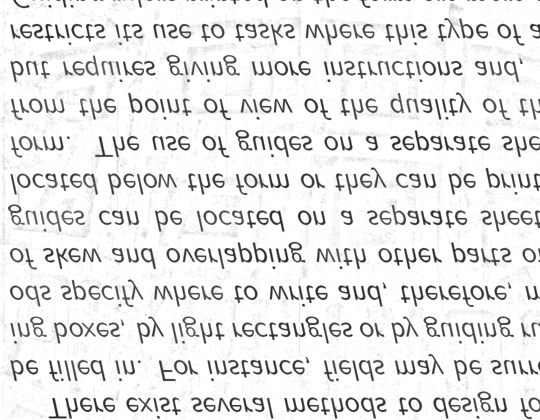 There exist several methods to design fo
be filled in. For instance, fields may be surr
ing boxes, by light rectangles or by guiding ru
ods specify where to write and, therefore, m
of skew and overlapping with other parts o
guides can be located on a separate sheet
located below the form or they can be print
form. The use of guides on a separate she
from the point of view of the quality of th
but requires giving more instructions and,
restricts its use to tasks where this type of a